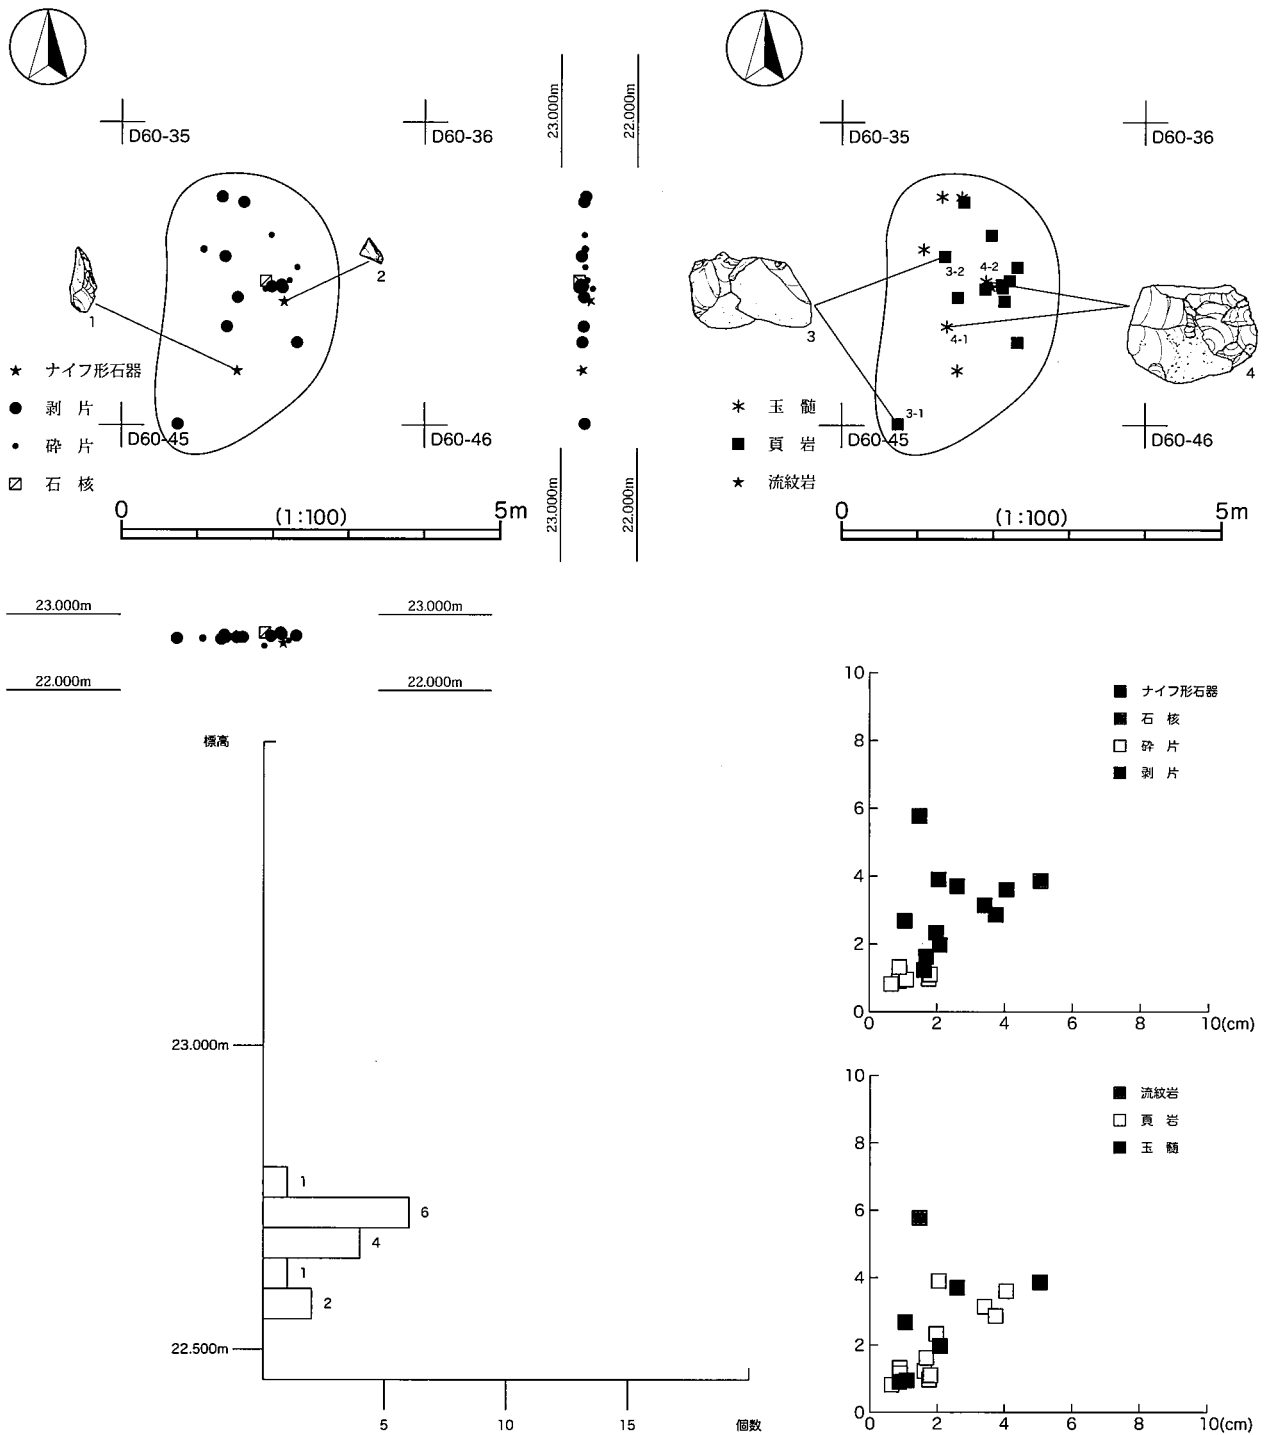 D60-35
D60-36
23.000m
22.000m
1
2
ナイフ形石器
剥 片
砕 片
石 核
D60-45
D60-46
23.000m
22.000m
0
(1:100)
5m
D60-35
D60-36
3-2
4-2
3
4-1
4
3-1
玉 髄
頁 岩
流紋岩
D60-45
D60-46
0
(1:100)
5m
23.000m
23.000m
22.000m
22.000m
標高
23.000m
1
6
4
1
2
22.500m
5
10
15
個数
10
8
6
4
2
0
0
2
4
6
8
10(cm)
ナイフ形石器
石 核
砕 片
剥 片
10
8
6
4
2
0
0
2
4
6
8
10(cm)
流紋岩
頁 岩
玉 髄